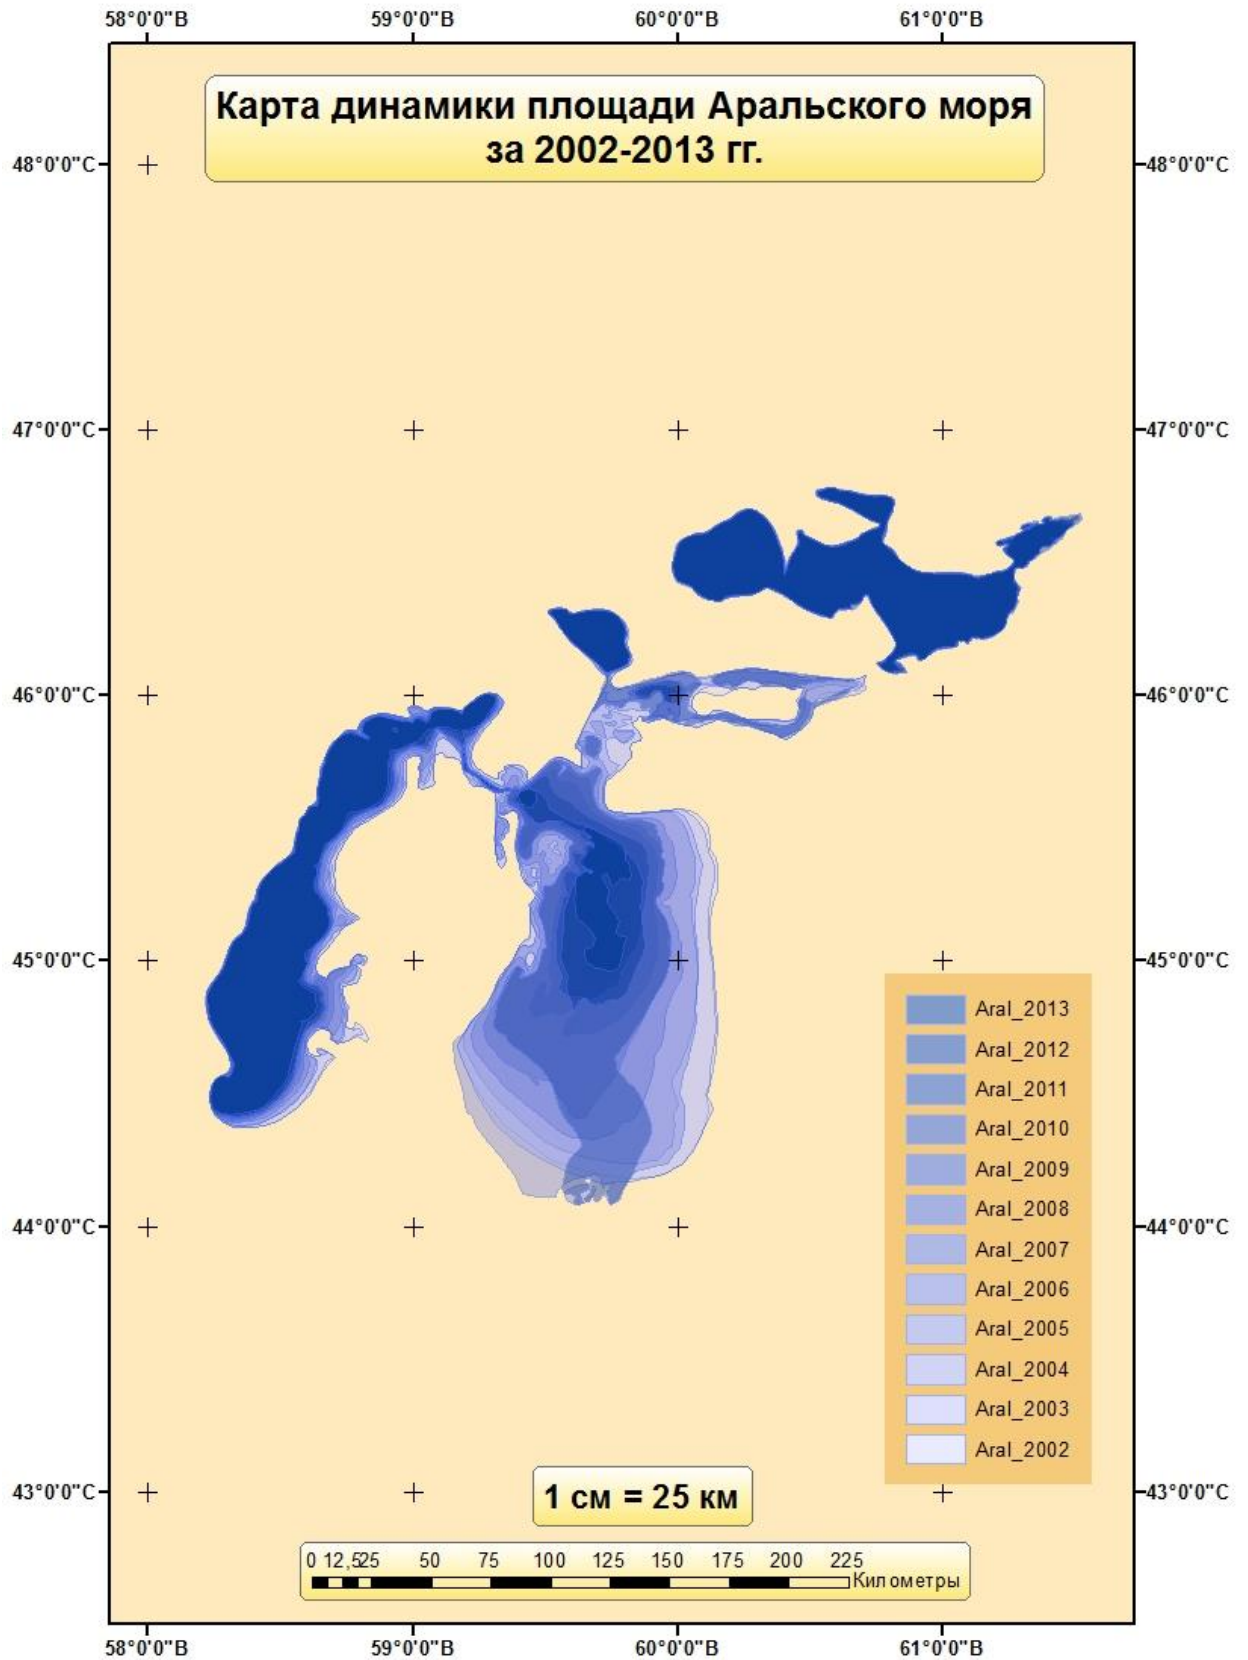 58°0'0"В 59°0'0"В 60°0'0"В 61°0'0"В
Карта динамики площади Аральского моря
за 2002-2013 гг.
48°0'0"С 48°0'0"С
47°0'0"С 47°0'0"С
46°0'0"С 46°0'0"С
45°0'0"С 45°0'0"С
Aral_2013
Aral_2012
Aral_2011
Aral_2010
Aral_2009
Aral_2008
44°0'0"С 44°0'0"С
Aral_2007
Aral_2006
Aral_2005
Aral_2004
Aral_2003
Aral_2002
43°0'0"С 43°0'0"С
1 см = 25 км
0 12,525 50 75 100 125 150 175 200 225
Километры
58°0'0"В 59°0'0"В 60°0'0"В 61°0'0"В